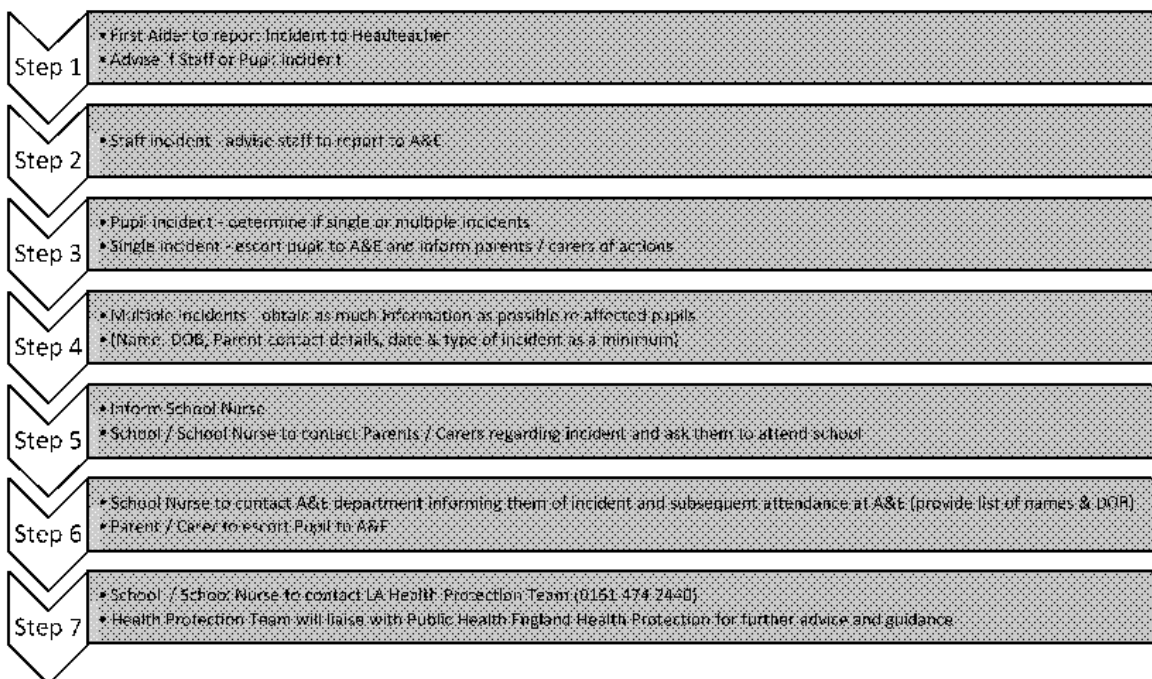 Step 1
• First Aider to report Incident to Headteacher
• Advise if Staff or Pupil incident
Step 2
• Staff incident - advise staff to report to A&E
Step 3
• Pupil incident - determine if single or multiple incidents
• Single incident - escort pupil to A&E and inform parents / carers of actions
Step 4
• Multiple incidents - obtain as much information as possible re affected pupils
• (Name, DOB, Parent contact details, date & type of incident as a minimum)
Step 5
• Inform School Nurse
• School / School Nurse to contact Parents / Carers regarding incident and ask them to attend school
Step 6
• School Nurse to contact A&E department informing them of incident and subsequent attendance at A&E (provide list of names & DOB)
• Parent / Carer to escort Pupil to A&E
Step 7
• School / School Nurse to contact LA Health Protection Team (0161 474 2440)
• Health Protection Team will liaise with Public Health England Health Protection for further advice and guidance